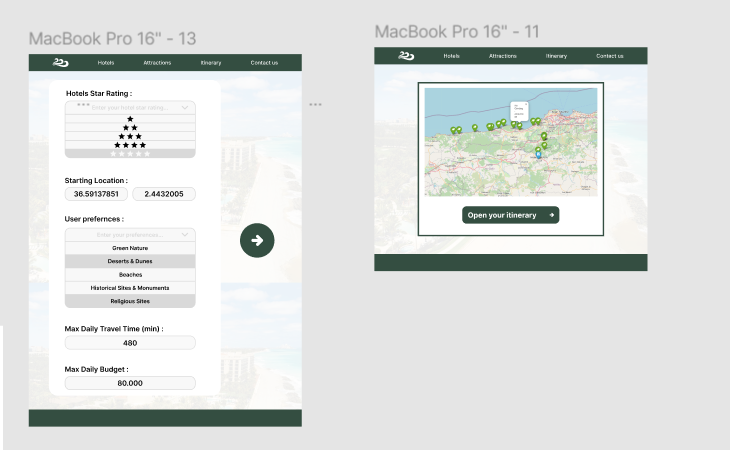 MacBook Pro 16" - 13
Hotels
Attractions
Itinerary
Contact us
Hotels Star Rating :
Enter your hotel star rating...
Starting Location :
36.59137851
2.4432005
User prefernces :
Enter your preferences...
Green Nature
Deserts & Dunes
Beaches
Historical Sites & Monuments
Religious Sites
Max Daily Travel Time (min) :
480
Max Daily Budget :
80.000
MacBook Pro 16" - 11
Hotels
Attractions
Itinerary
Contact us
Open your itinerary